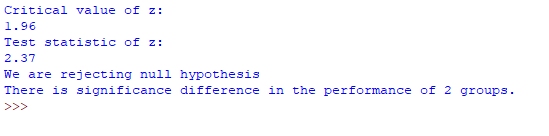 Critical value of z:
1.96
Test statistic of z:
2.37
We are rejecting null hypothesis
There is significance difference in the performance of 2 groups.
>>>